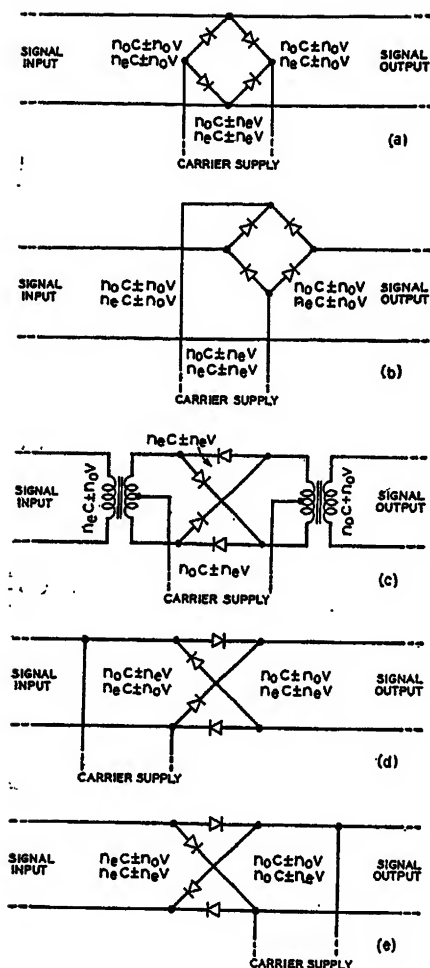 SIGNAL INPUT
n₀C±n₀V
nₑC±n₀V
n₀C±n₀V
nₑC±n₀V
SIGNAL OUTPUT
n₀C±nₑV
nₑC±nₑV
CARRIER SUPPLY
(a)
SIGNAL INPUT
n₀C±n₀V
nₑC±n₀V
n₀C±n₀V
nₑC±n₀V
SIGNAL OUTPUT
n₀C±nₑV
nₑC±nₑV
CARRIER SUPPLY
(b)
nₑC±nₑV
SIGNAL INPUT
nₑC±n₀V
n₀C+n₀V
SIGNAL OUTPUT
n₀C±nₑV
CARRIER SUPPLY
(c)
SIGNAL INPUT
n₀C±nₑV
nₑC±n₀V
n₀C±n₀V
nₑC±nₑV
SIGNAL OUTPUT
CARRIER SUPPLY
(d)
SIGNAL INPUT
nₑC±n₀V
nₑC±nₑV
n₀C±n₀V
n₀C±nₑV
SIGNAL OUTPUT
CARRIER SUPPLY
(e)